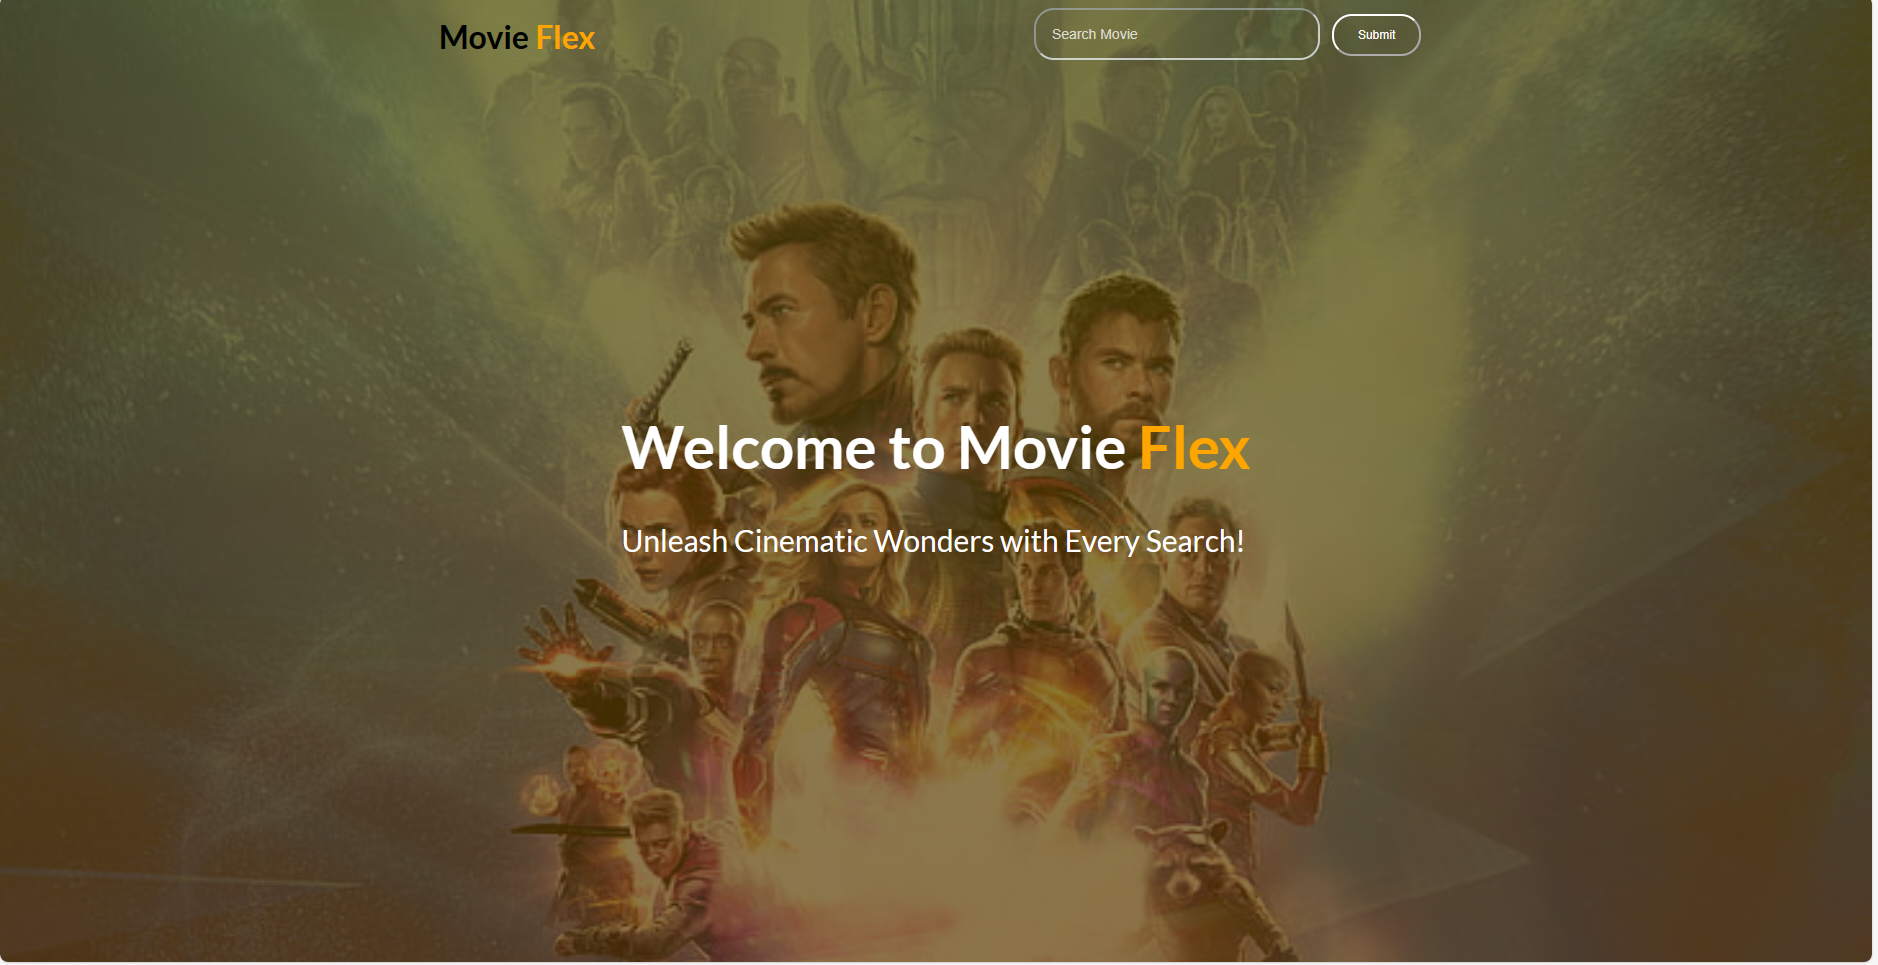 Movie Flex
Search Movie
Submit
Welcome to Movie Flex
Unleash Cinematic Wonders with Every Search!